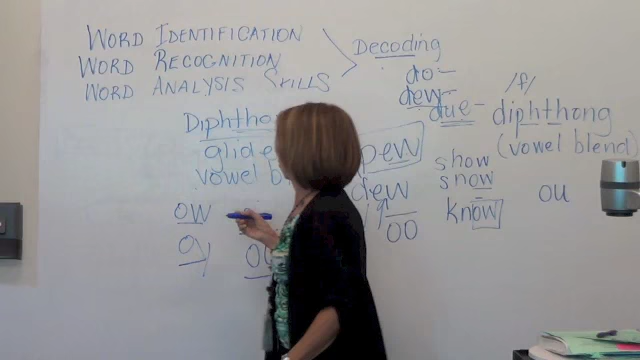 WORD IDENTIFICATION
WORD RECOGNITION
WORD ANALYSIS SKILLS
Decoding
do-
dew-
due-
/f/
diphthong
(vowel blend)
Diphtho
glide
vowel b
pew
dew
show
snow
know
ou
ow
oy
oo